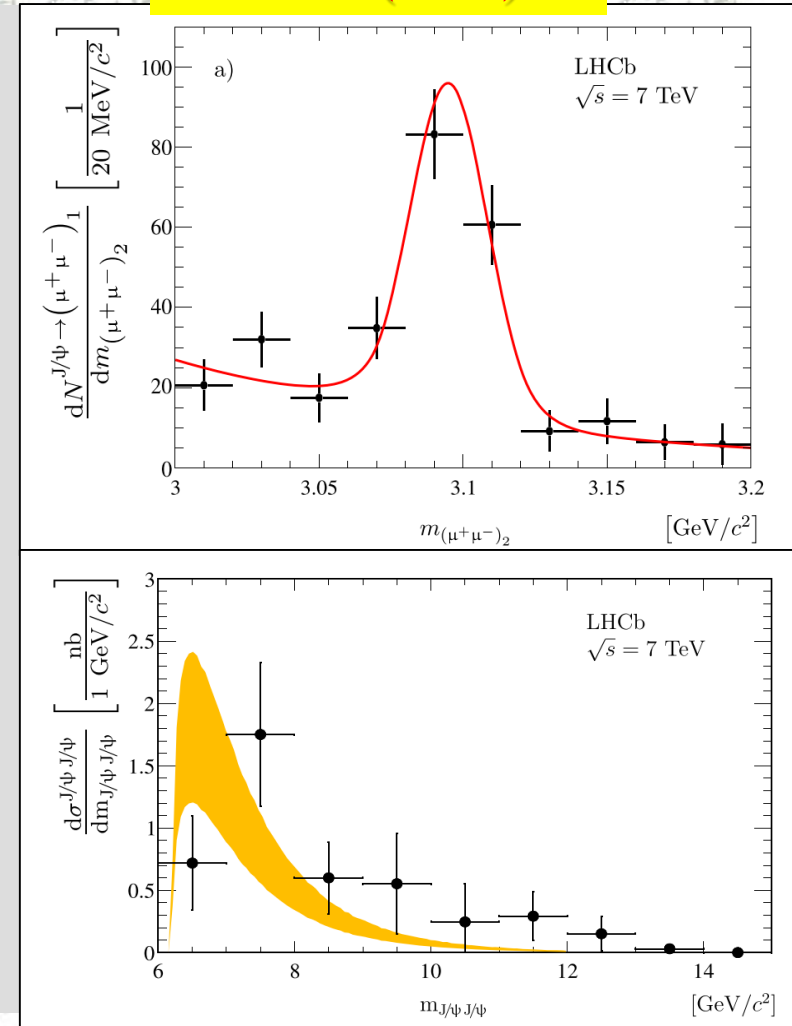 a)
LHCb
√s = 7 TeV
dN^{J/ψ→(μ⁺μ⁻)₁} / dm_{(μ⁺μ⁻)₂} [1 / 20 MeV/c²]
100
80
60
40
20
0
3 3.05 3.1 3.15 3.2
m_{(μ⁺μ⁻)₂} [GeV/c²]
LHCb
√s = 7 TeV
dσ^{J/ψ J/ψ} / dm_{J/ψ J/ψ} [nb / 1 GeV/c²]
3
2.5
2
1.5
1
0.5
0
6 8 10 12 14
m_{J/ψ J/ψ} [GeV/c²]